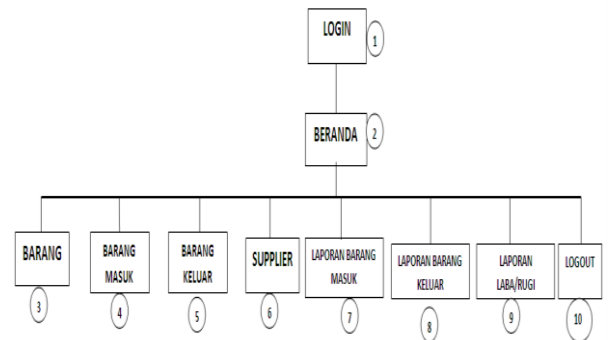 LOGIN
1
BERANDA
2
BARANG
3
BARANG
MASUK
4
BARANG
KELUAR
5
SUPPLIER
6
LAPORAN BARANG
MASUK
7
LAPORAN BARANG
KELUAR
8
LAPORAN
LABA/RUGI
9
LOGOUT
10